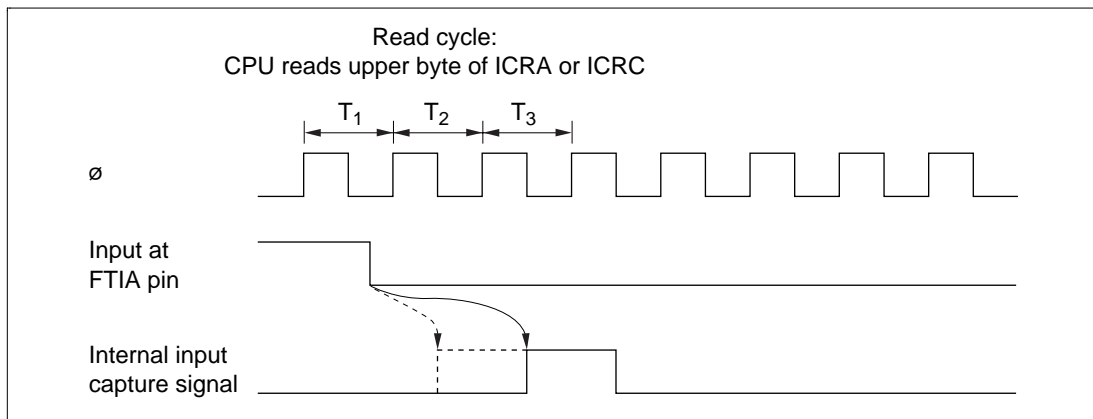 Read cycle:
CPU reads upper byte of ICRA or ICRC
T1 T2 T3
ø
Input at
FTIA pin
Internal input
capture signal